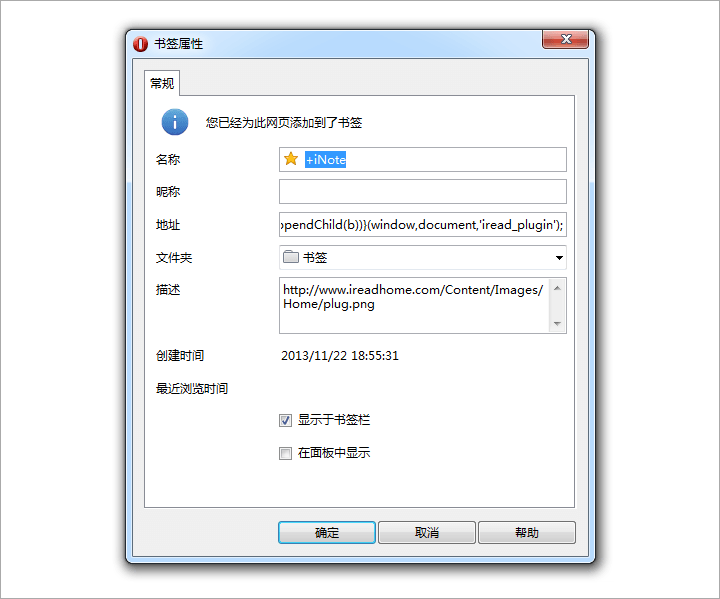 书签属性
常规
您已经为此网页添加到了书签
名称 +iNote
昵称
地址 ppendChild(b))}(window,document,'iread_plugin');
文件夹 书签
描述 http://www.ireadhome.com/Content/Images/
Home/plug.png
创建时间 2013/11/22 18:55:31
最近浏览时间
显示于书签栏
在面板中显示
确定 取消 帮助